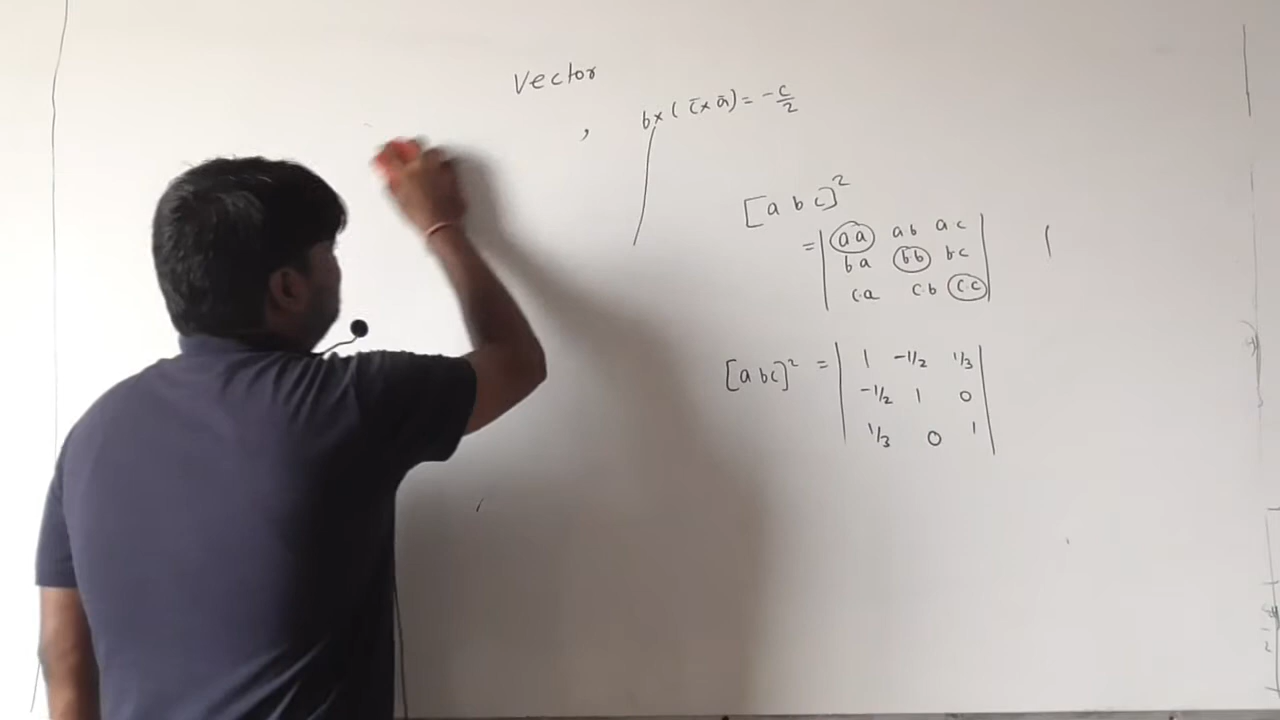 Vector
, b×( c̄×ā)= -c/2
[a b c]²
= | a a a b a c |
| b a b·b b·c |
| c·a c·b c·c |
[a b c]² = | 1 -1/2 1/3 |
| -1/2 1 0 |
| 1/3 0 1 |